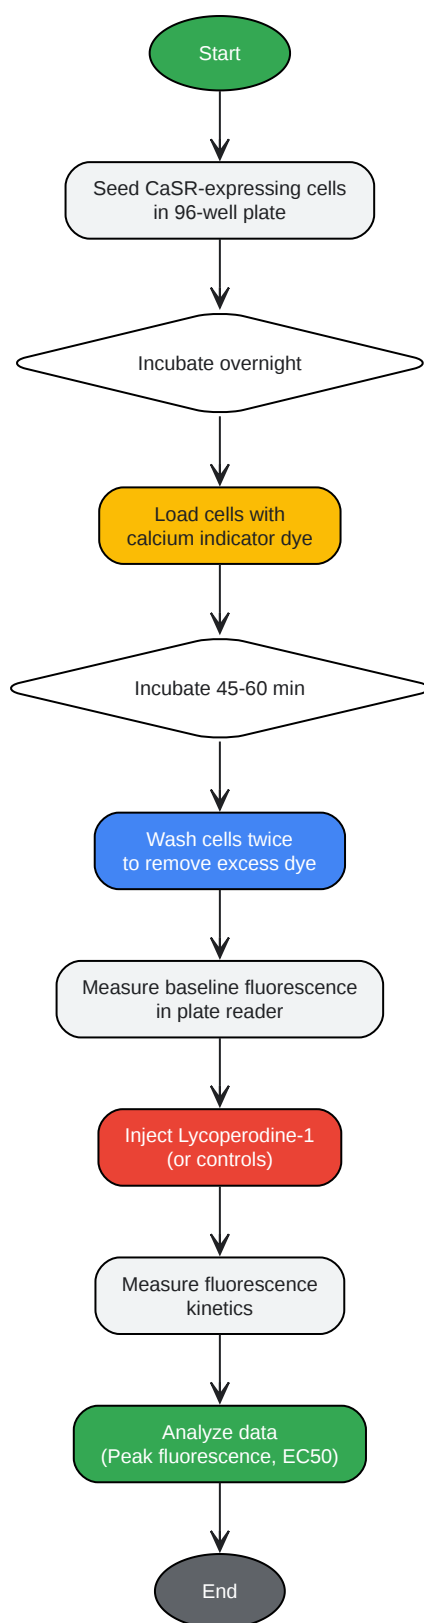 Start
Seed CaSR-expressing cells
in 96-well plate
Incubate overnight
Load cells with
calcium indicator dye
Incubate 45-60 min
Wash cells twice
to remove excess dye
Measure baseline fluorescence
in plate reader
Inject Lycoperodine-1
(or controls)
Measure fluorescence
kinetics
Analyze data
(Peak fluorescence, EC50)
End